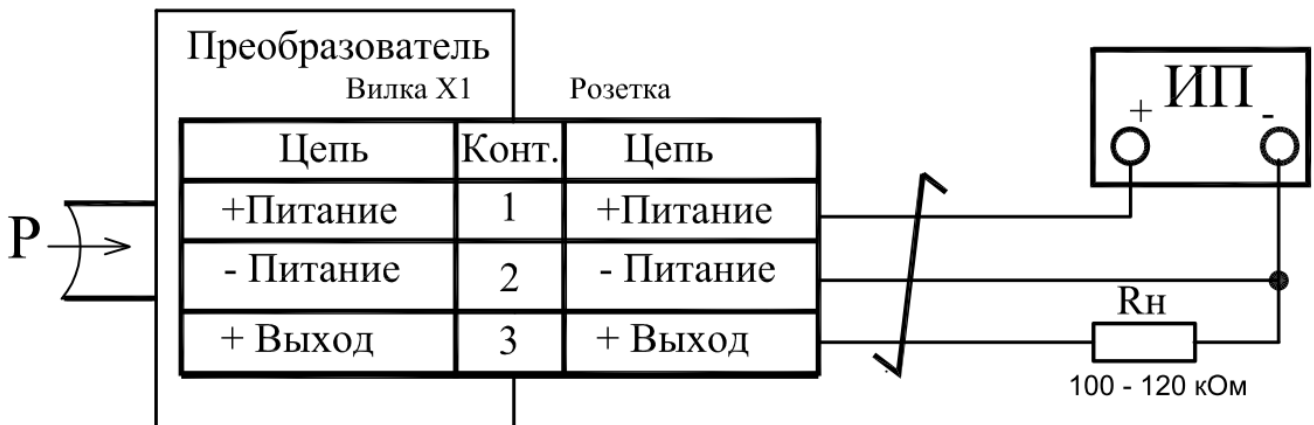 Преобразователь
Вилка X1 Розетка
Цепь Конт. Цепь
+Питание 1 +Питание
- Питание 2 - Питание
+ Выход 3 + Выход
P
ИП
+ -
Rн
100 - 120 кОм